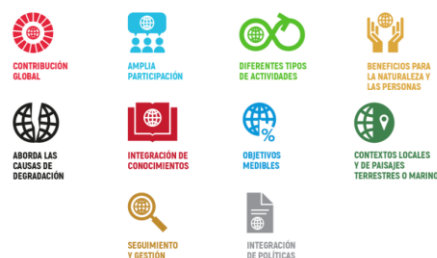 CONTRIBUCIÓN
GLOBAL
AMPLIA
PARTICIPACIÓN
DIFERENTES TIPOS
DE ACTIVIDADES
BENEFICIOS PARA
LA NATURALEZA Y
LAS PERSONAS
ABORDA LAS
CAUSAS DE
DEGRADACIÓN
INTEGRACIÓN DE
CONOCIMIENTOS
%
OBJETIVOS
MEDIBLES
CONTEXTOS LOCALES
Y DE PAISAJES
TERRESTRES O MARINO
SEGUIMIENTO
Y GESTIÓN
INTEGRACIÓN
DE POLÍTICAS